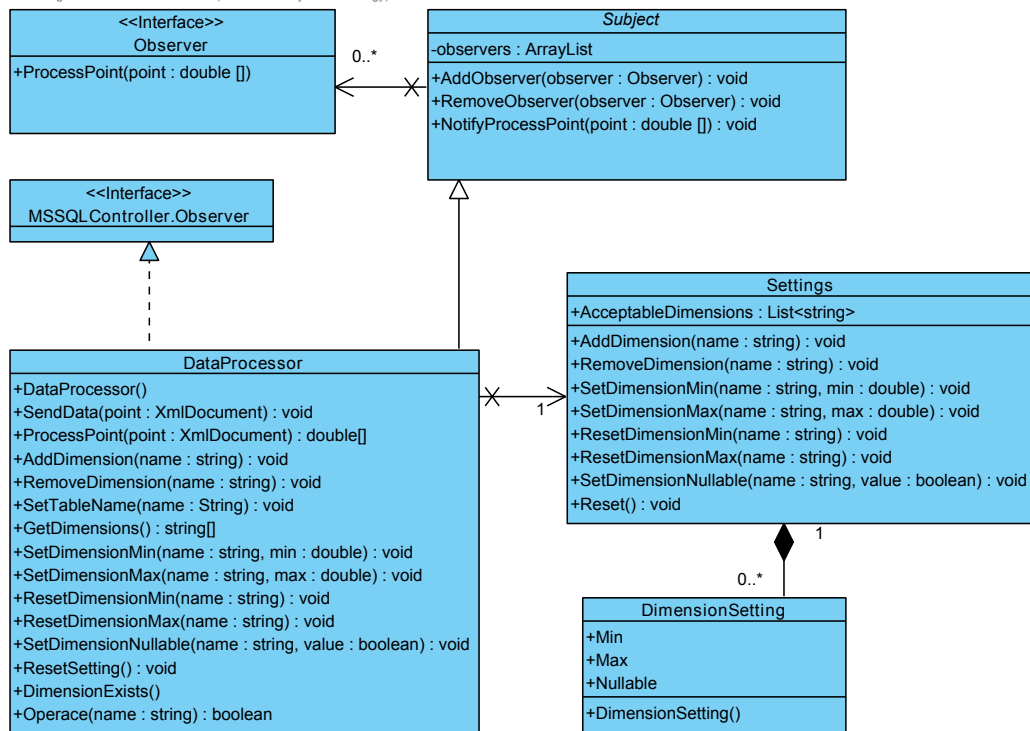 <<Interface>>
Observer
+ProcessPoint(point : double [])
0..*
Subject
-observers : ArrayList
+AddObserver(observer : Observer) : void
+RemoveObserver(observer : Observer) : void
+NotifyProcessPoint(point : double []) : void
<<Interface>>
MSSQLController.Observer
Settings
+AcceptableDimensions : List<string>
+AddDimension(name : string) : void
+RemoveDimension(name : string) : void
+SetDimensionMin(name : string, min : double) : void
+SetDimensionMax(name : string, max : double) : void
+ResetDimensionMin(name : string) : void
+ResetDimensionMax(name : string) : void
+SetDimensionNullable(name : string, value : boolean) : void
+Reset() : void
DataProcessor
+DataProcessor()
+SendData(point : XmlDocument) : void
+ProcessPoint(point : XmlDocument) : double[]
+AddDimension(name : string) : void
+RemoveDimension(name : string) : void
+SetTableName(name : String) : void
+GetDimensions() : string[]
+SetDimensionMin(name : string, min : double) : void
+SetDimensionMax(name : string, max : double) : void
+ResetDimensionMin(name : string) : void
+ResetDimensionMax(name : string) : void
+SetDimensionNullable(name : string, value : boolean) : void
+ResetSetting() : void
+DimensionExists()
+Operace(name : string) : boolean
1
1
0..*
DimensionSetting
+Min
+Max
+Nullable
+DimensionSetting()